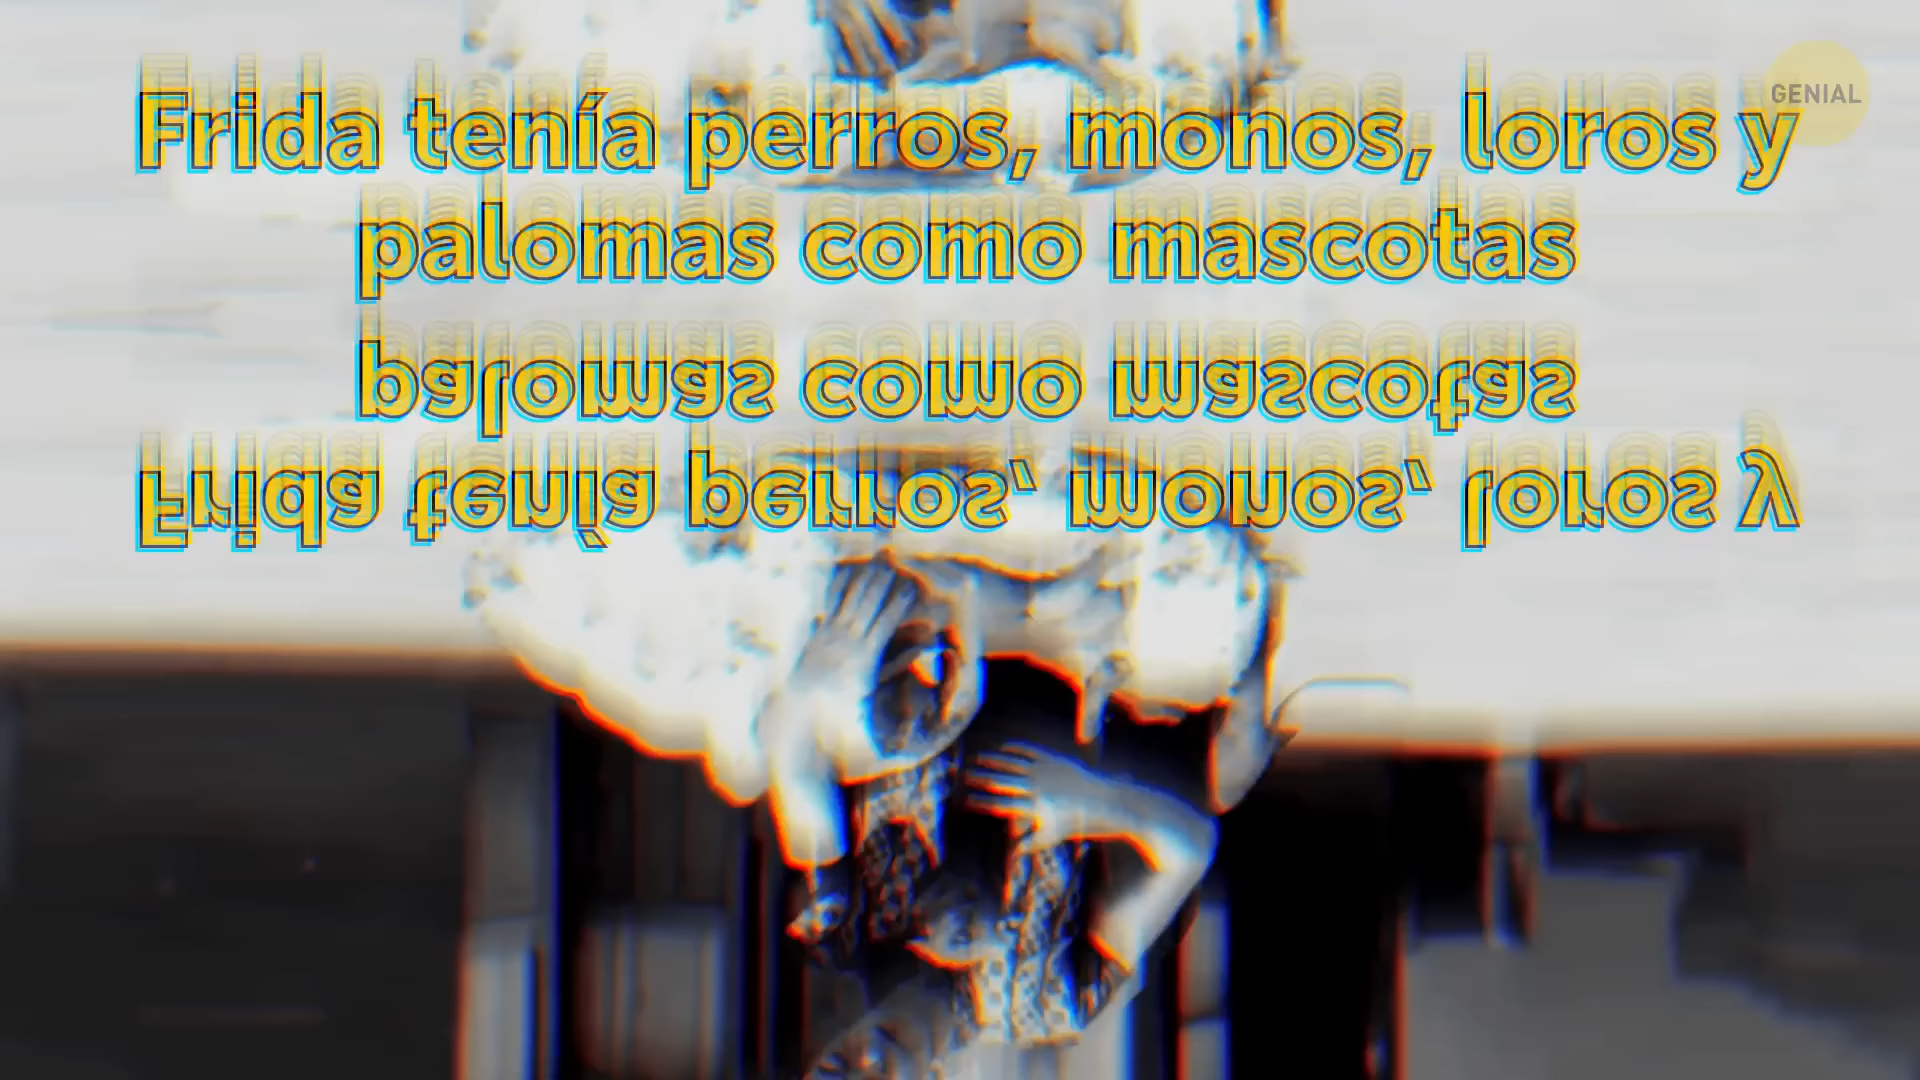 GENIAL
Frida tenía perros, monos, loros y
palomas como mascotas
palomas como mascotas
Frida tenía perros, monos, loros y